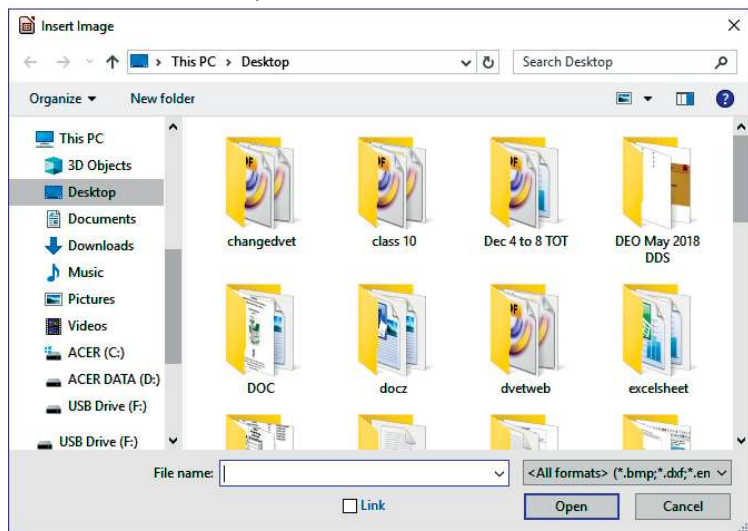 Insert Image
This PC > Desktop
Search Desktop
Organize
New folder
This PC
3D Objects
Desktop
Documents
Downloads
Music
Pictures
Videos
ACER (C:)
ACER DATA (D:)
USB Drive (F:)
USB Drive (F:)
changedvet
class 10
Dec 4 to 8 TOT
DEO May 2018
DDS
DOC
docz
dvetweb
excelsheet
File name:
<All formats> (*.bmp;*.dxf;*.en
Link
Open
Cancel